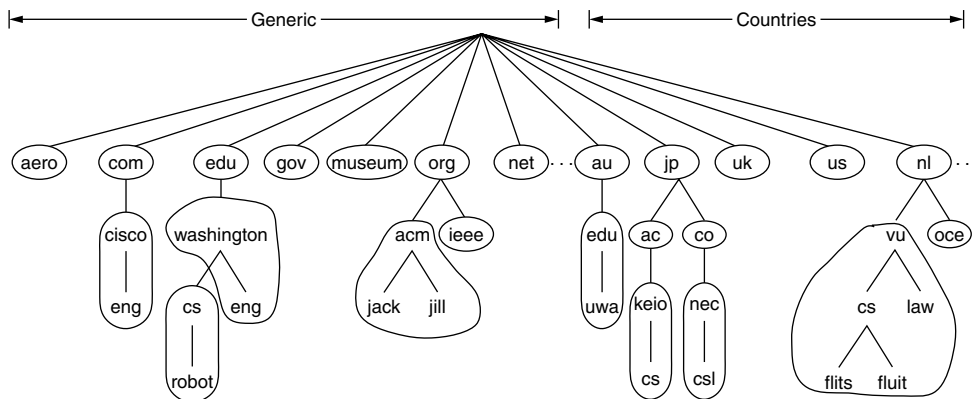 Generic Countries
aero com edu gov museum org net ... au jp uk us nl ...
cisco washington acm ieee edu ac co vu oce
eng cs eng jack jill uwa keio nec cs law
robot cs csl flits fluit